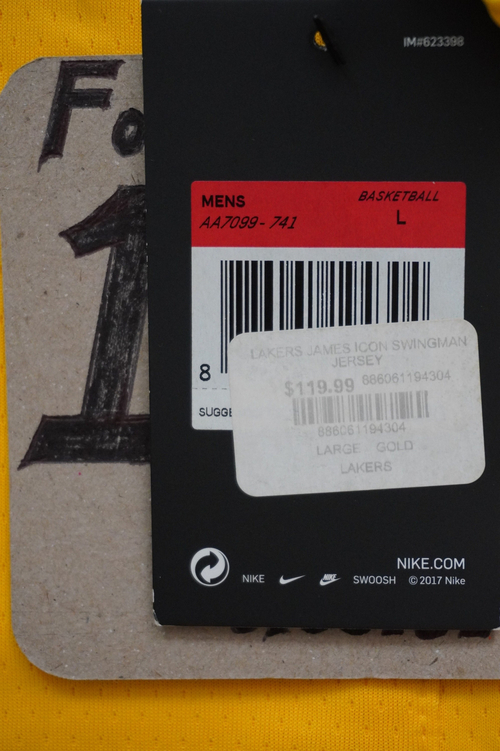 IM#623398
Fo
1
MENS
BASKETBALL
AA7099-741
L
8
SUGGE
LAKERS JAMES ICON SWINGMAN
JERSEY
$119.99 886061194304
886061194304
LARGE GOLD
LAKERS
NIKE.COM
NIKE SWOOSH © 2017 Nike